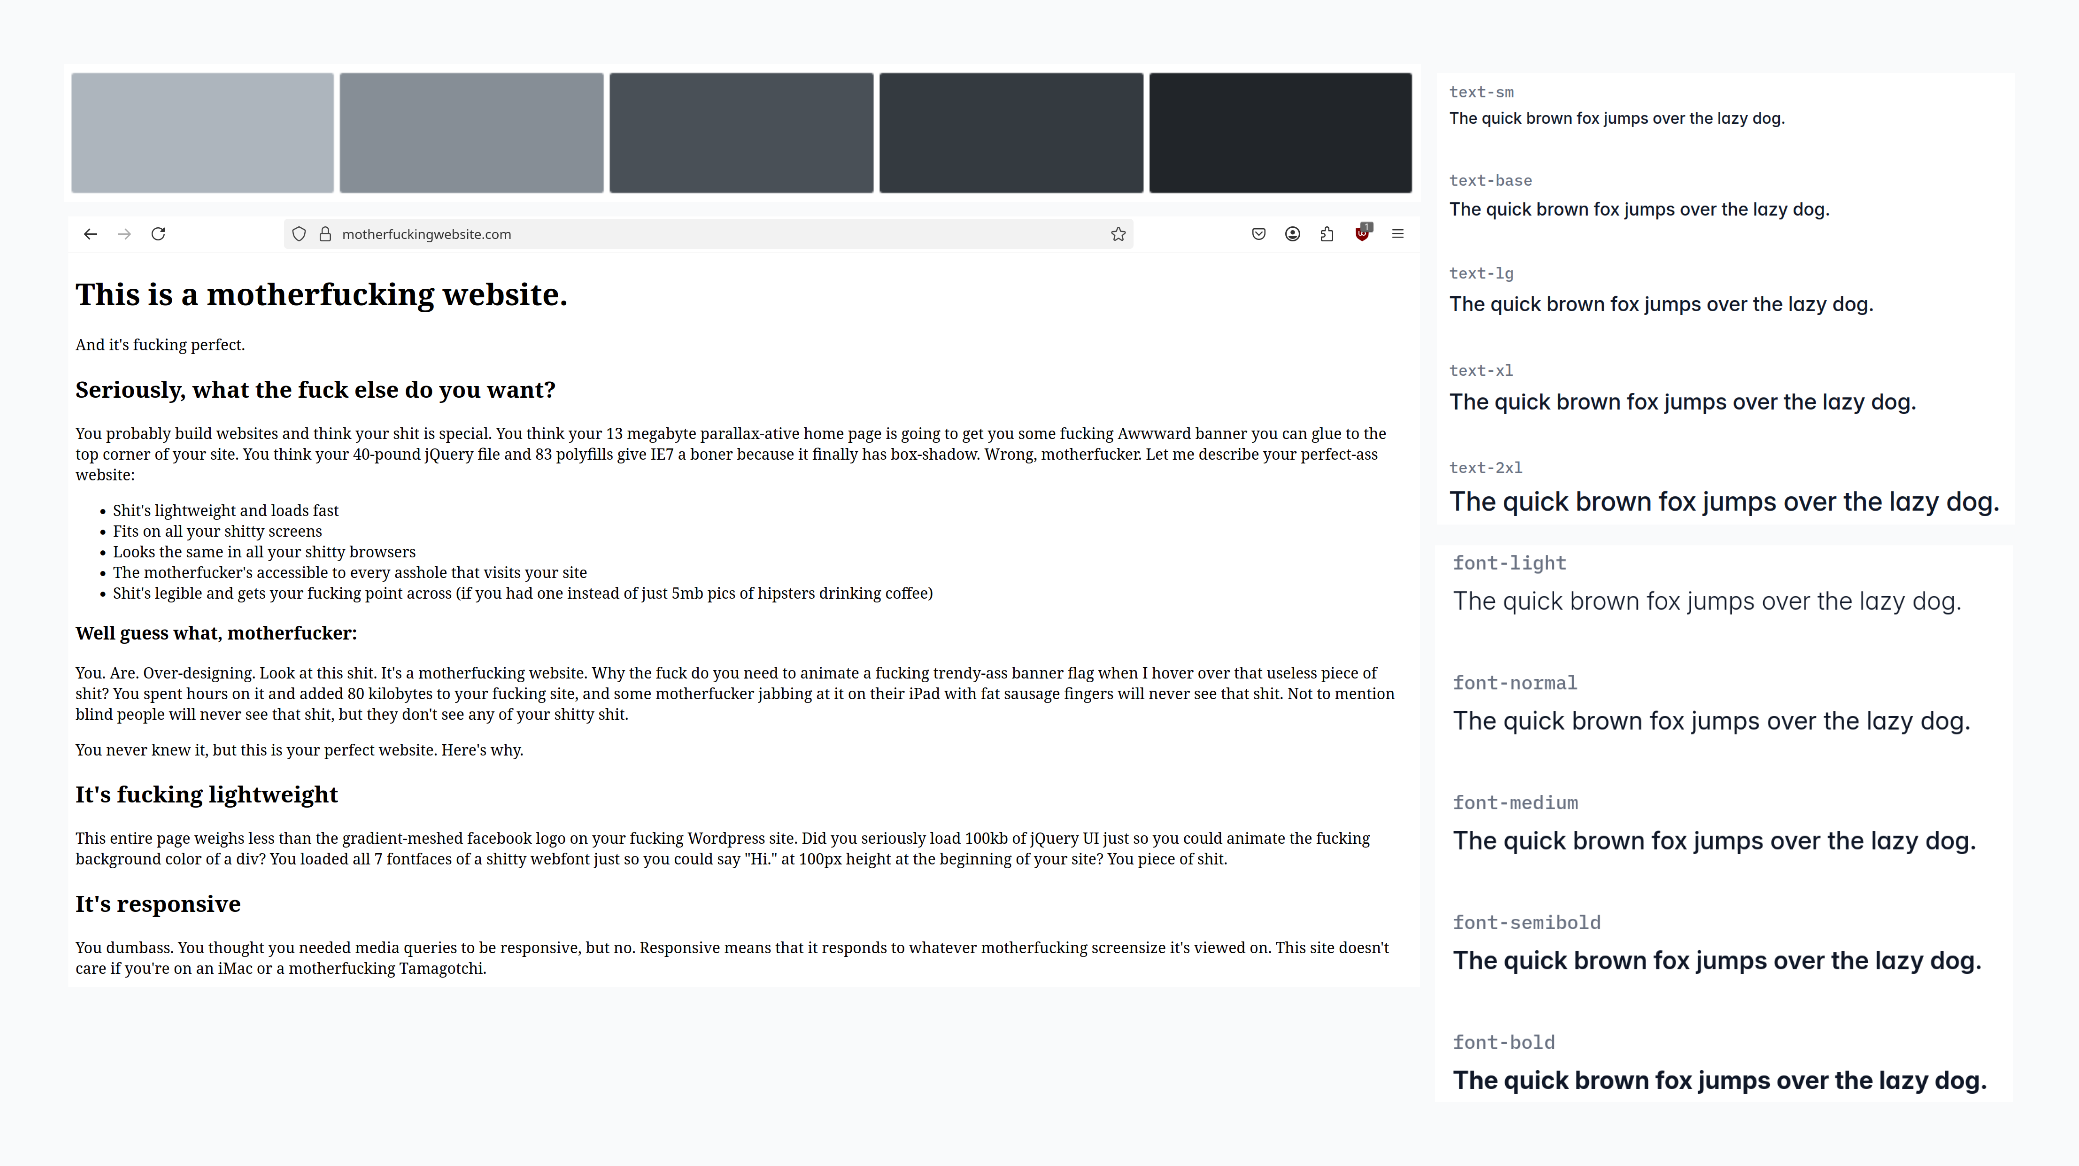 motherfuckingwebsite.com
1
This is a motherfucking website.
And it's fucking perfect.
Seriously, what the fuck else do you want?
You probably build websites and think your shit is special. You think your 13 megabyte parallax-ative home page is going to get you some fucking Awwward banner you can glue to the
top corner of your site. You think your 40-pound jQuery file and 83 polyfills give IE7 a boner because it finally has box-shadow. Wrong, motherfucker. Let me describe your perfect-ass
website:
• Shit's lightweight and loads fast
• Fits on all your shitty screens
• Looks the same in all your shitty browsers
• The motherfucker's accessible to every asshole that visits your site
• Shit's legible and gets your fucking point across (if you had one instead of just 5mb pics of hipsters drinking coffee)
Well guess what, motherfucker:
You. Are. Over-designing. Look at this shit. It's a motherfucking website. Why the fuck do you need to animate a fucking trendy-ass banner flag when I hover over that useless piece of
shit? You spent hours on it and added 80 kilobytes to your fucking site, and some motherfucker jabbing at it on their iPad with fat sausage fingers will never see that shit. Not to mention
blind people will never see that shit, but they don't see any of your shitty shit.
You never knew it, but this is your perfect website. Here's why.
It's fucking lightweight
This entire page weighs less than the gradient-meshed facebook logo on your fucking Wordpress site. Did you seriously load 100kb of jQuery UI just so you could animate the fucking
background color of a div? You loaded all 7 fontfaces of a shitty webfont just so you could say "Hi." at 100px height at the beginning of your site? You piece of shit.
It's responsive
You dumbass. You thought you needed media queries to be responsive, but no. Responsive means that it responds to whatever motherfucking screensize it's viewed on. This site doesn't
care if you're on an iMac or a motherfucking Tamagotchi.
text-sm
The quick brown fox jumps over the lazy dog.
text-base
The quick brown fox jumps over the lazy dog.
text-lg
The quick brown fox jumps over the lazy dog.
text-xl
The quick brown fox jumps over the lazy dog.
text-2xl
The quick brown fox jumps over the lazy dog.
font-light
The quick brown fox jumps over the lazy dog.
font-normal
The quick brown fox jumps over the lazy dog.
font-medium
The quick brown fox jumps over the lazy dog.
font-semibold
The quick brown fox jumps over the lazy dog.
font-bold
The quick brown fox jumps over the lazy dog.